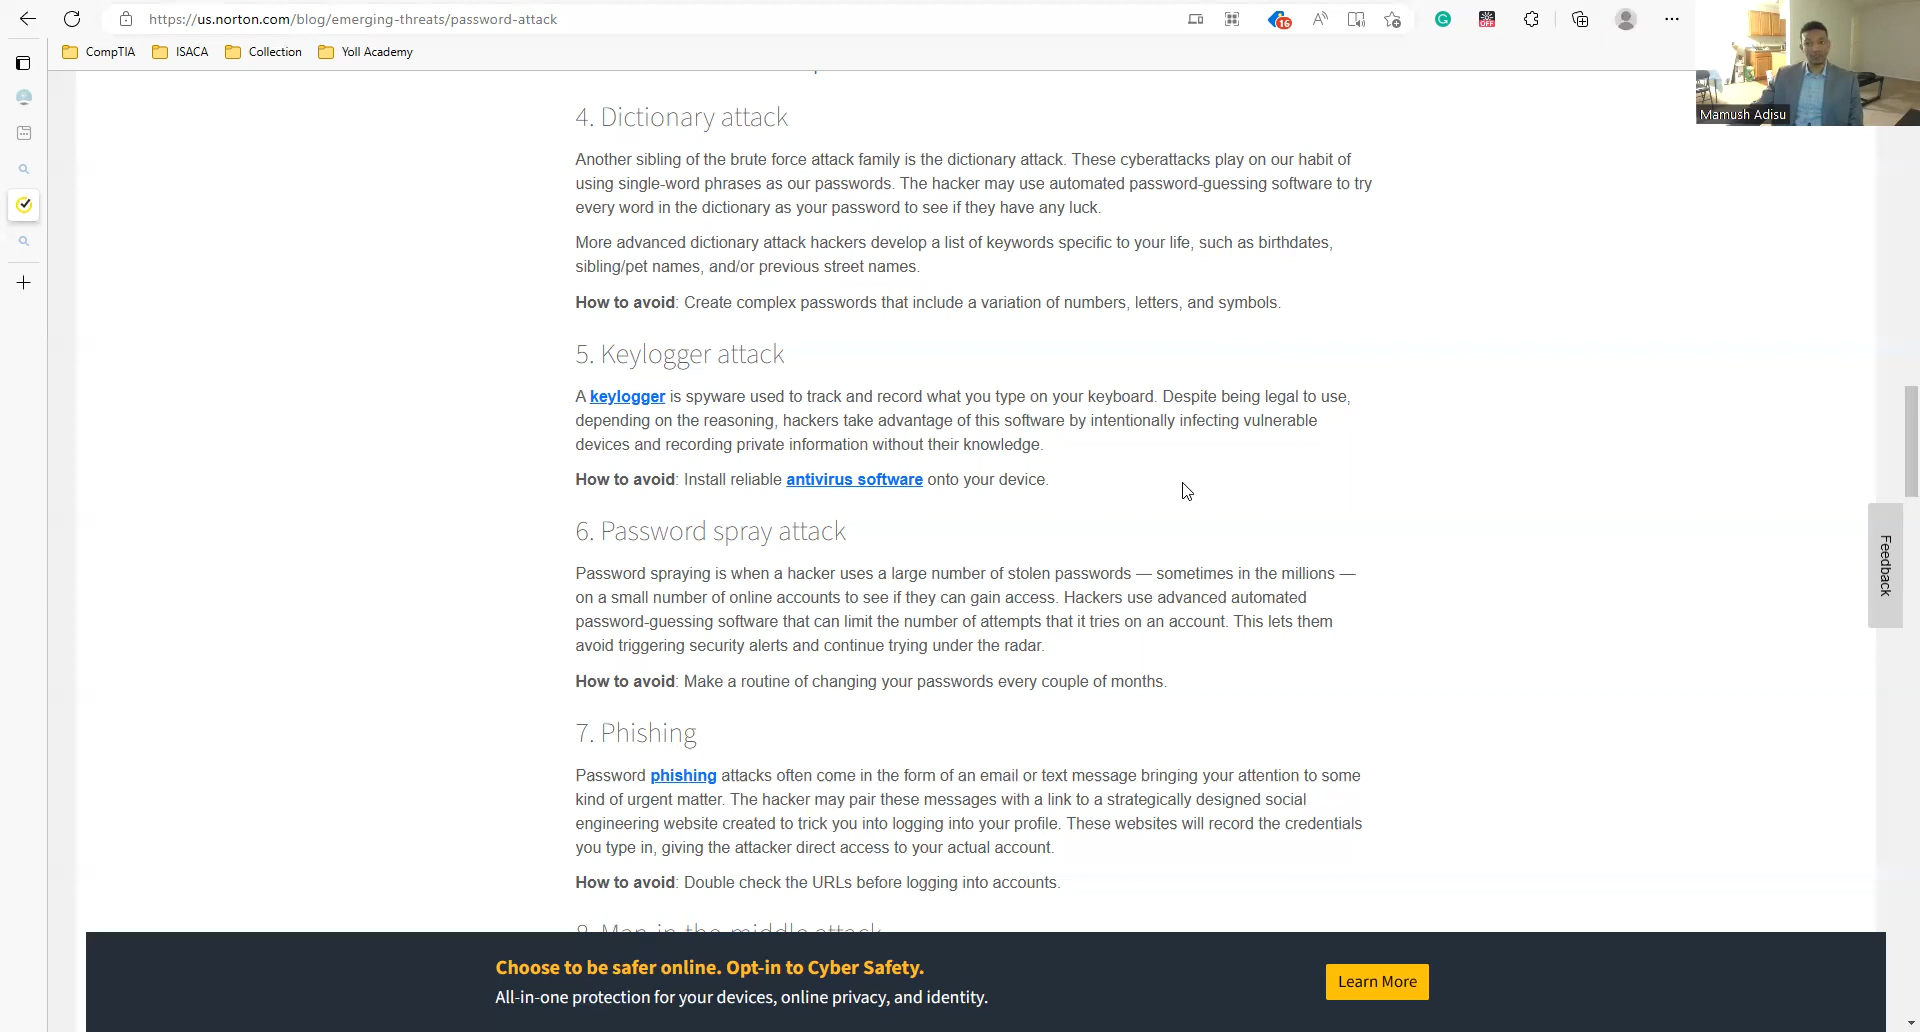 https://us.norton.com/blog/emerging-threats/password-attack
16
OFF
CompTIA
ISACA
Collection
Yoll Academy
Mamush Adisu
4. Dictionary attack
Another sibling of the brute force attack family is the dictionary attack. These cyberattacks play on our habit of
using single-word phrases as our passwords. The hacker may use automated password-guessing software to try
every word in the dictionary as your password to see if they have any luck.
More advanced dictionary attack hackers develop a list of keywords specific to your life, such as birthdates,
sibling/pet names, and/or previous street names.
How to avoid: Create complex passwords that include a variation of numbers, letters, and symbols.
5. Keylogger attack
A keylogger is spyware used to track and record what you type on your keyboard. Despite being legal to use,
depending on the reasoning, hackers take advantage of this software by intentionally infecting vulnerable
devices and recording private information without their knowledge.
How to avoid: Install reliable antivirus software onto your device.
6. Password spray attack
Password spraying is when a hacker uses a large number of stolen passwords — sometimes in the millions —
on a small number of online accounts to see if they can gain access. Hackers use advanced automated
password-guessing software that can limit the number of attempts that it tries on an account. This lets them
avoid triggering security alerts and continue trying under the radar.
How to avoid: Make a routine of changing your passwords every couple of months.
Feedback
7. Phishing
Password phishing attacks often come in the form of an email or text message bringing your attention to some
kind of urgent matter. The hacker may pair these messages with a link to a strategically designed social
engineering website created to trick you into logging into your profile. These websites will record the credentials
you type in, giving the attacker direct access to your actual account.
How to avoid: Double check the URLs before logging into accounts.
8. Man-in-the-middle attack
Choose to be safer online. Opt-in to Cyber Safety.
All-in-one protection for your devices, online privacy, and identity.
Learn More